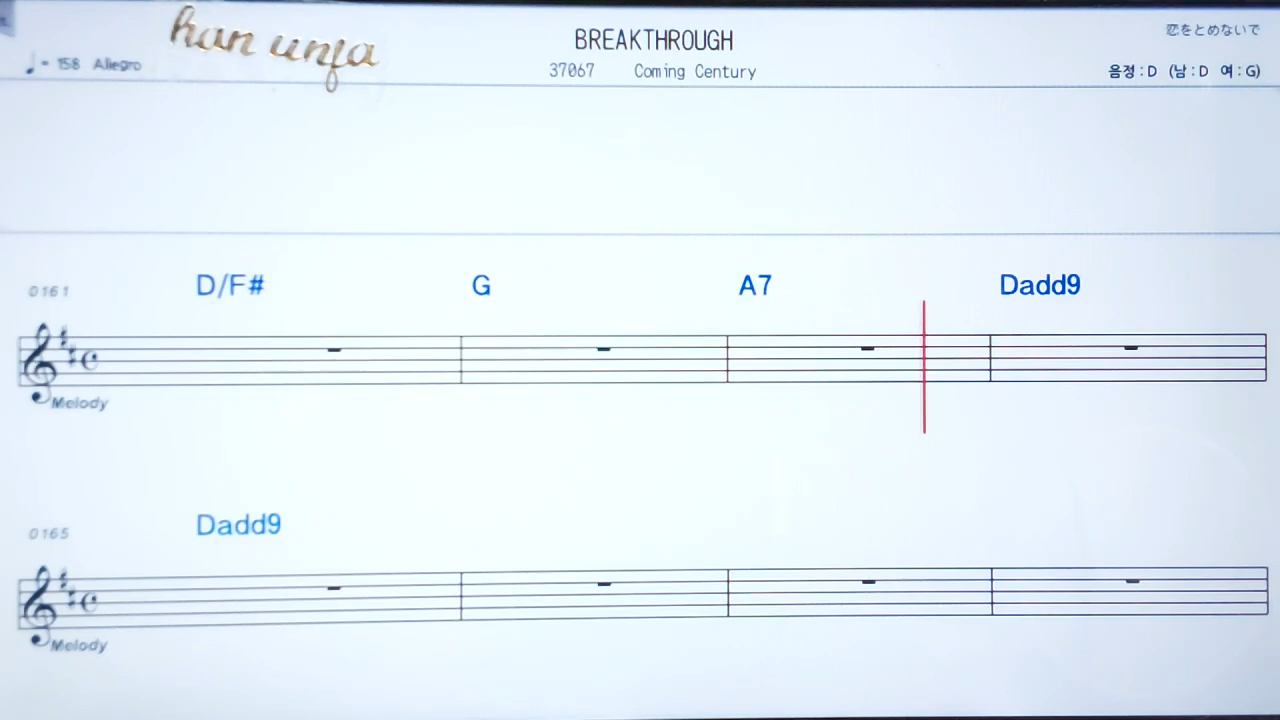 han unfa
BREAKTHROUGH
恋をとめないで
♩= 158 Allegro
37067 Coming Century
음정 : D (남 : D 여 : G)
0161 D/F# G A7 Dadd9
Melody
0165 Dadd9
Melody